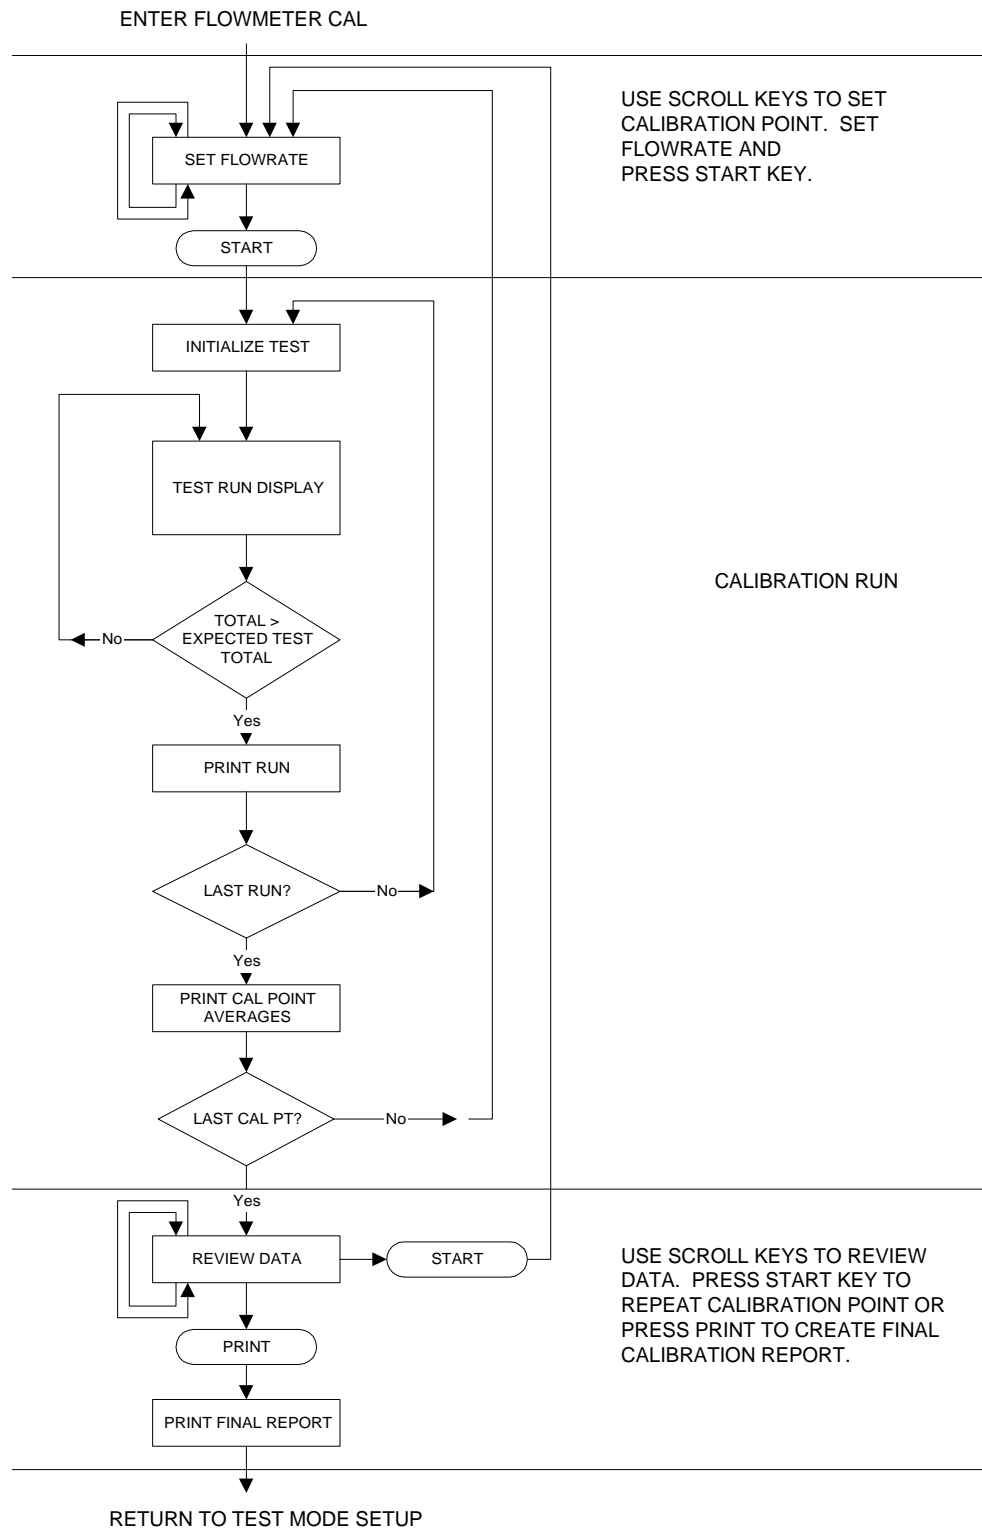 ENTER FLOWMETER CAL
USE SCROLL KEYS TO SET
CALIBRATION POINT. SET
FLOWRATE AND
PRESS START KEY.
SET FLOWRATE
START
INITIALIZE TEST
TEST RUN DISPLAY
CALIBRATION RUN
TOTAL >
EXPECTED TEST
TOTAL
No
Yes
PRINT RUN
LAST RUN?
No
Yes
PRINT CAL POINT
AVERAGES
LAST CAL PT?
No
Yes
REVIEW DATA
START
USE SCROLL KEYS TO REVIEW
DATA. PRESS START KEY TO
REPEAT CALIBRATION POINT OR
PRESS PRINT TO CREATE FINAL
CALIBRATION REPORT.
PRINT
PRINT FINAL REPORT
RETURN TO TEST MODE SETUP